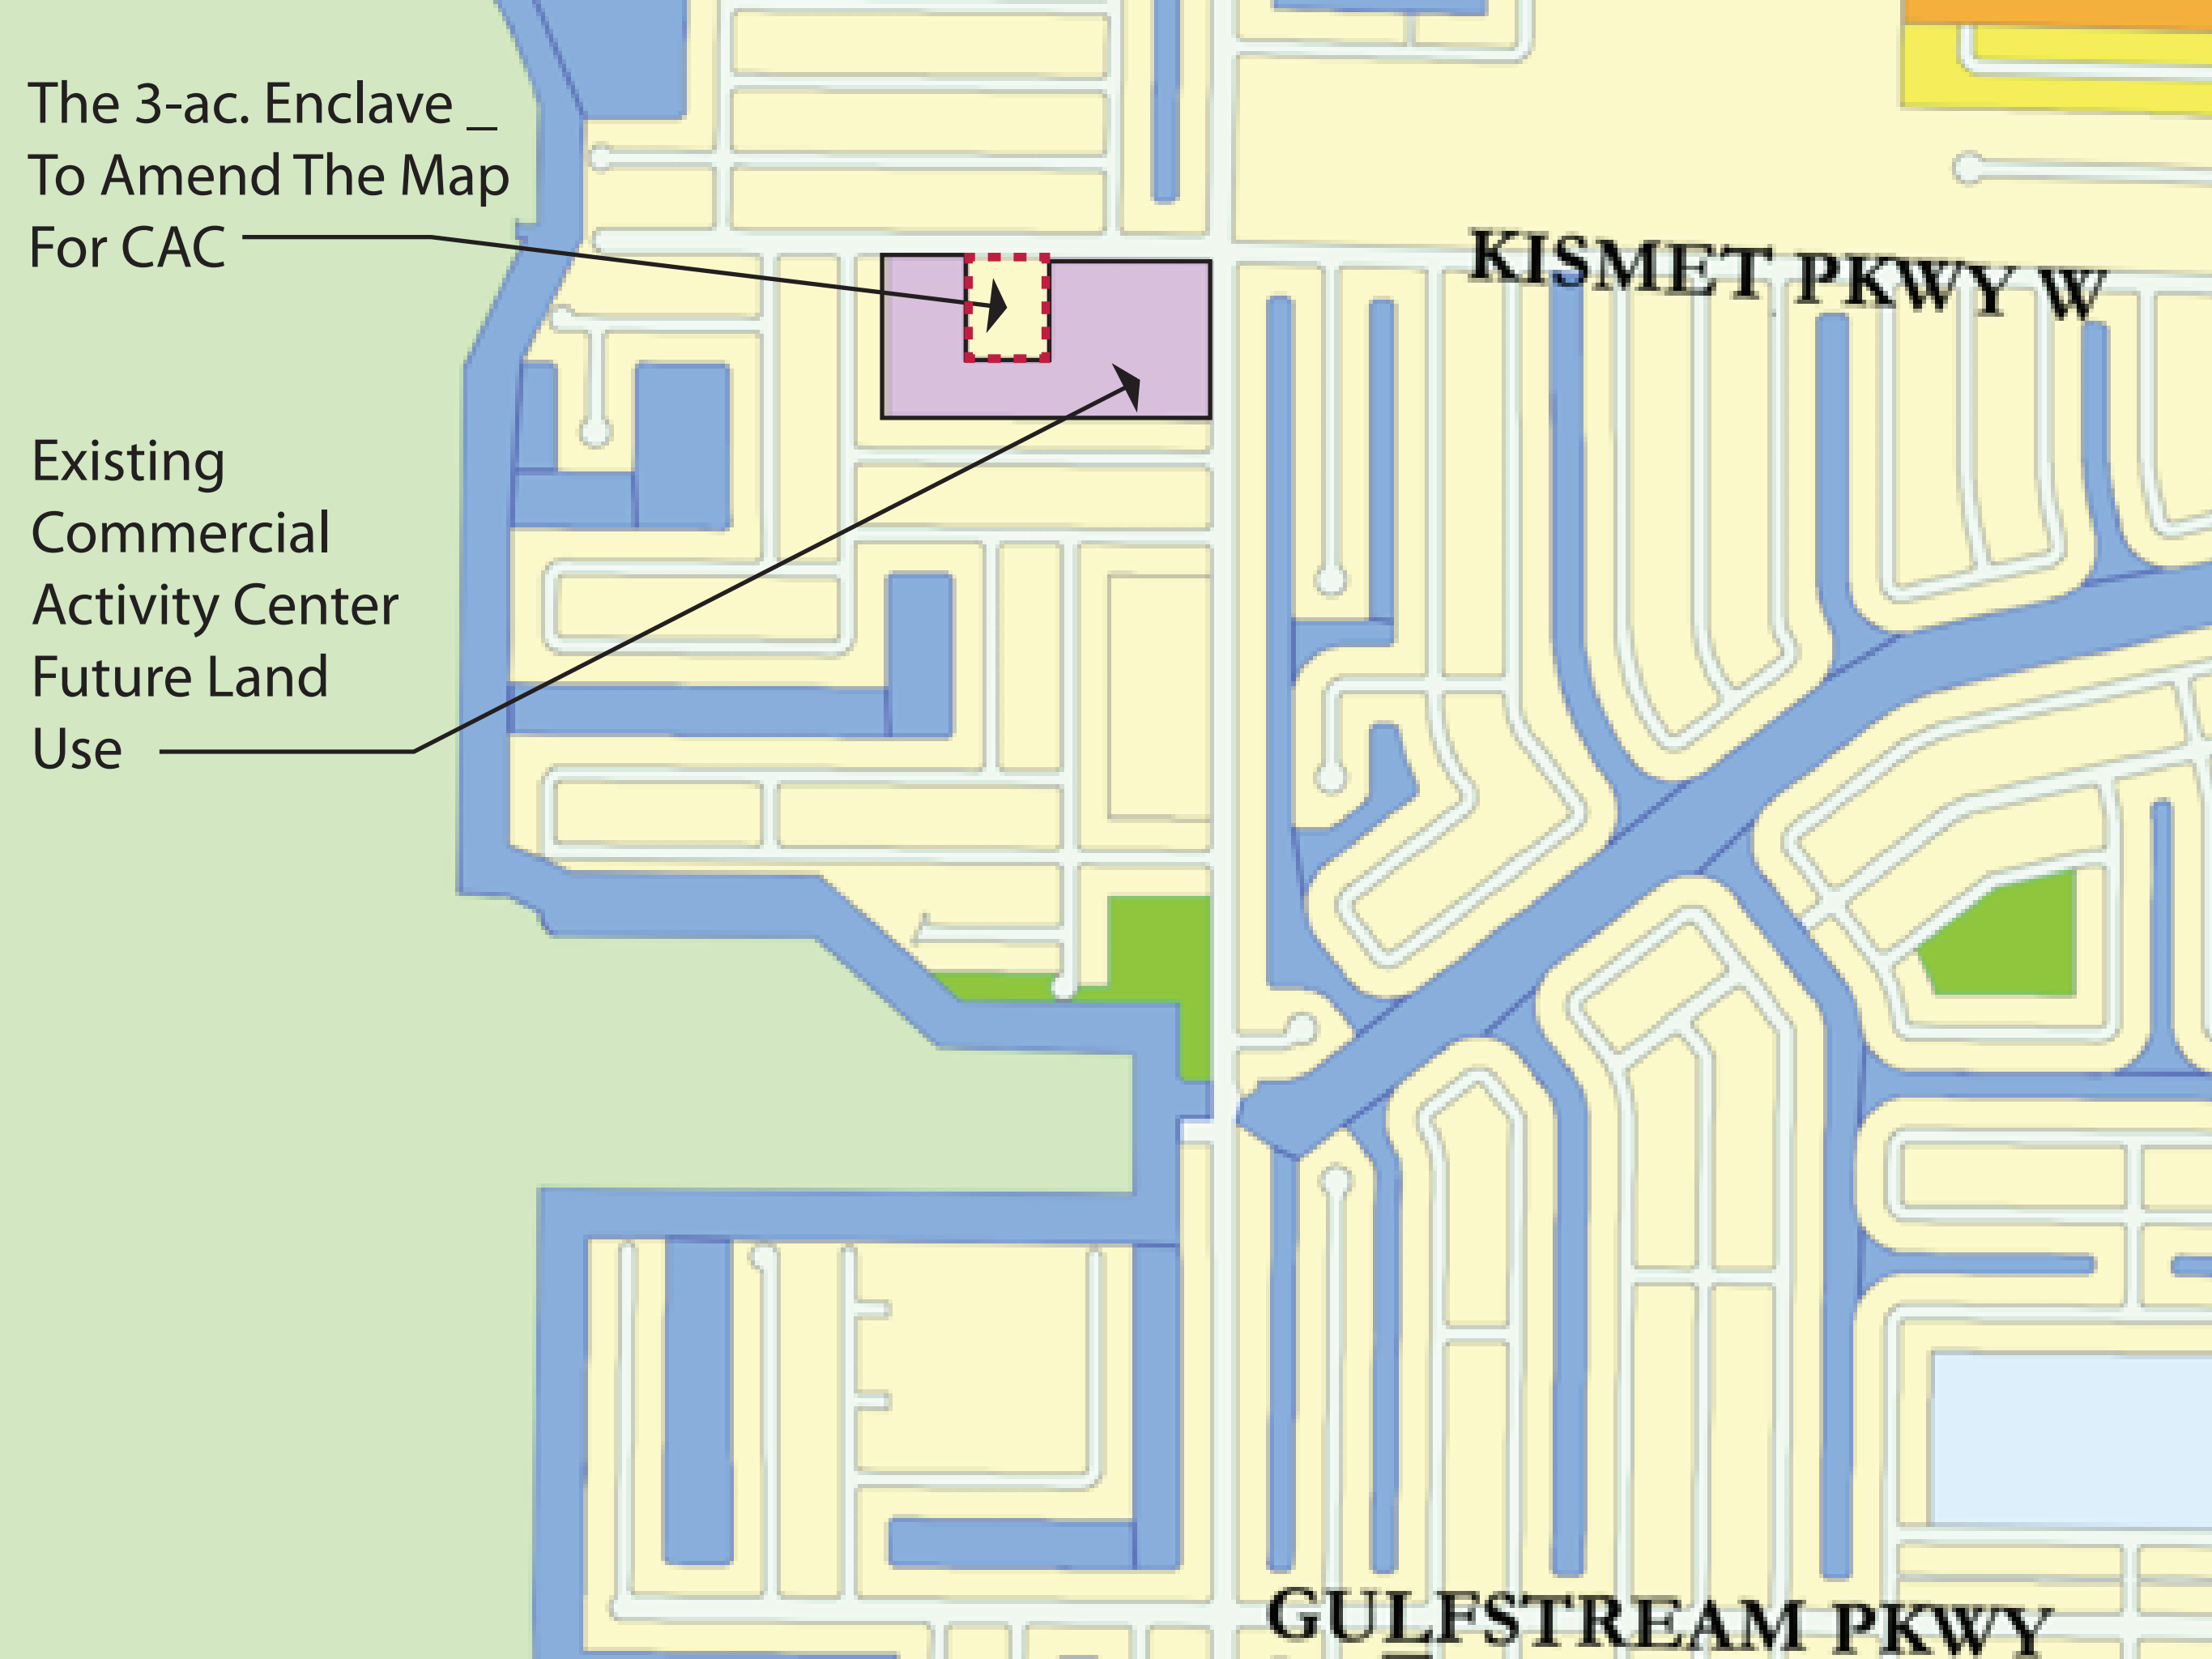 The 3-ac. Enclave _
To Amend The Map
For CAC
KISMET PKWY W
Existing
Commercial
Activity Center
Future Land
Use
GULFSTREAM PKWY